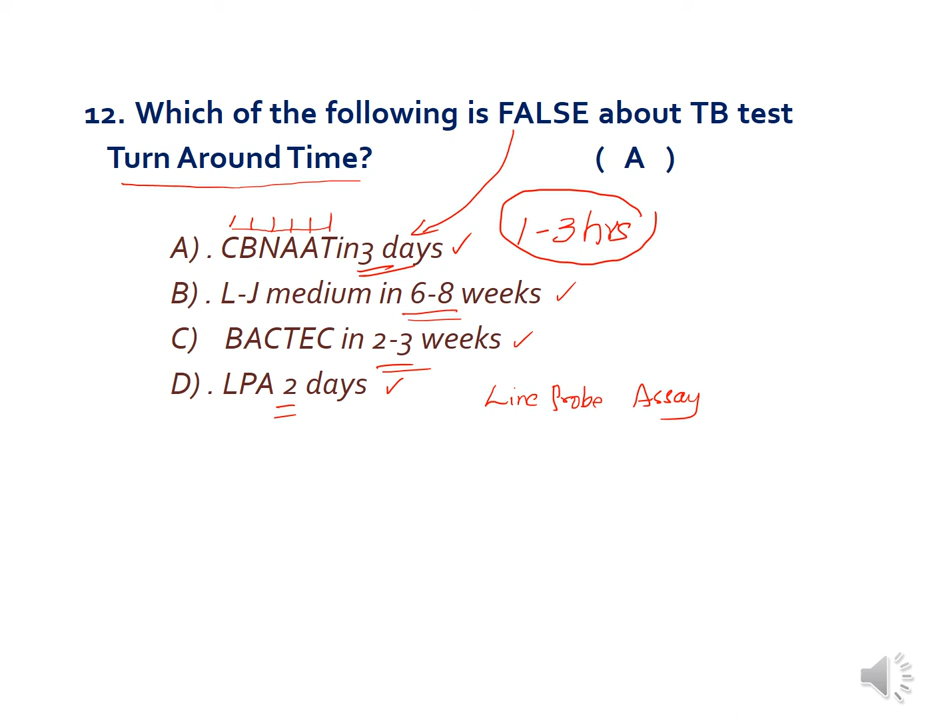 12. Which of the following is FALSE about TB test
Turn Around Time? ( A )
A). CBNAATin3 days
1-3 hrs
B). L-J medium in 6-8 weeks
C) BACTEC in 2-3 weeks
D). LPA 2 days
Line Probe Assay